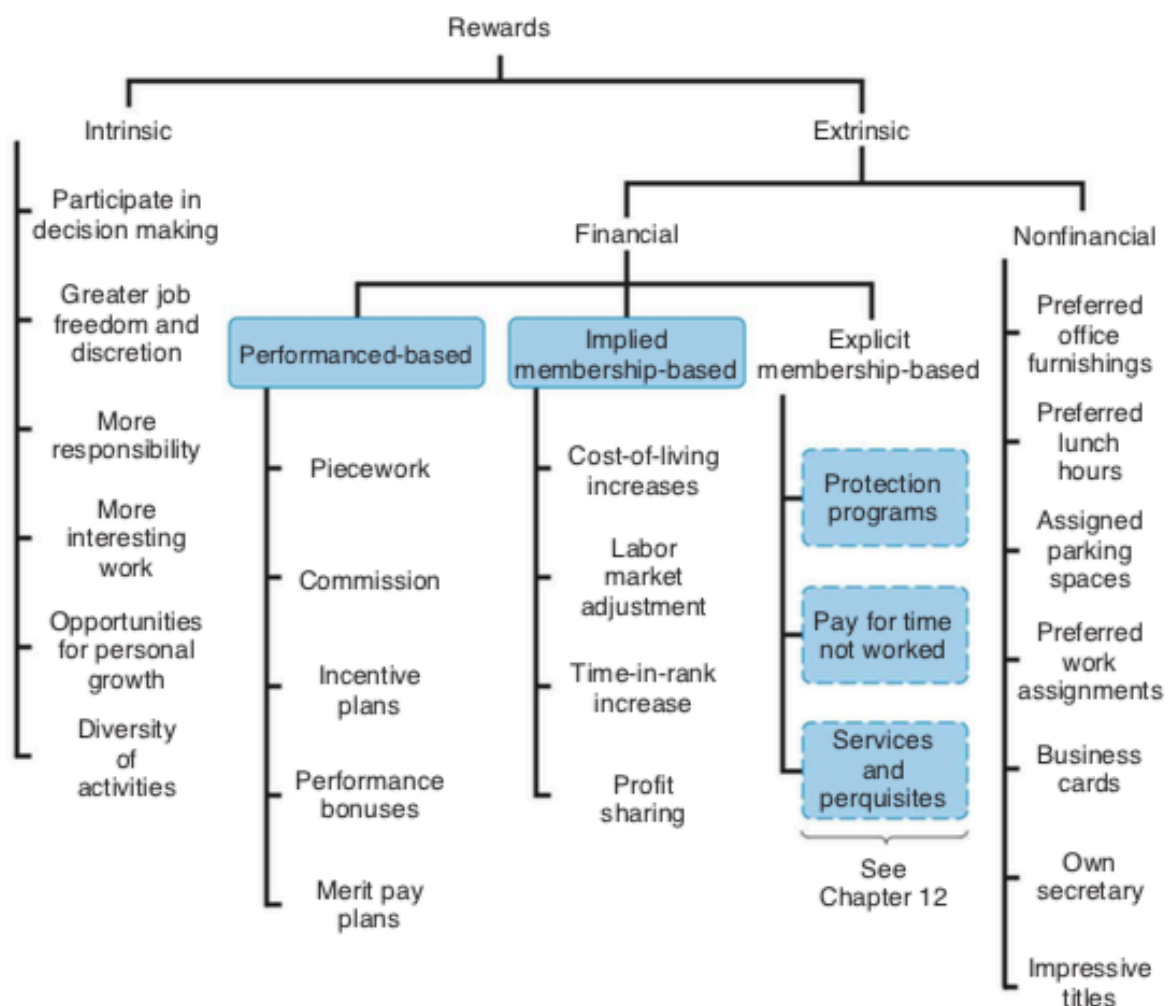 Rewards
Intrinsic
Extrinsic
Participate in
decision making
Greater job
freedom and
discretion
More
responsibility
More
interesting
work
Opportunities
for personal
growth
Diversity
of
activities
Financial
Nonfinancial
Performanced-based
Piecework
Commission
Incentive
plans
Performance
bonuses
Merit pay
plans
Implied
membership-based
Cost-of-living
increases
Labor
market
adjustment
Time-in-rank
increase
Profit
sharing
Explicit
membership-based
Protection
programs
Pay for time
not worked
Services
and
perquisites
See
Chapter 12
Preferred
office
furnishings
Preferred
lunch
hours
Assigned
parking
spaces
Preferred
work
assignments
Business
cards
Own
secretary
Impressive
titles